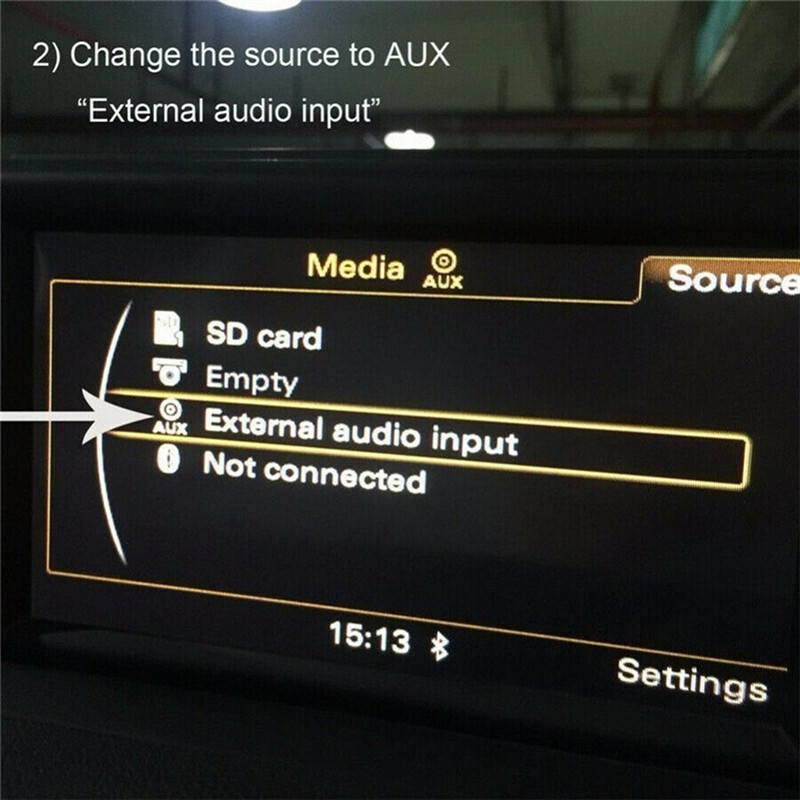 2) Change the source to AUX
“External audio input”
Media AUX
Source
SD card
Empty
AUX External audio input
Not connected
15:13
Settings